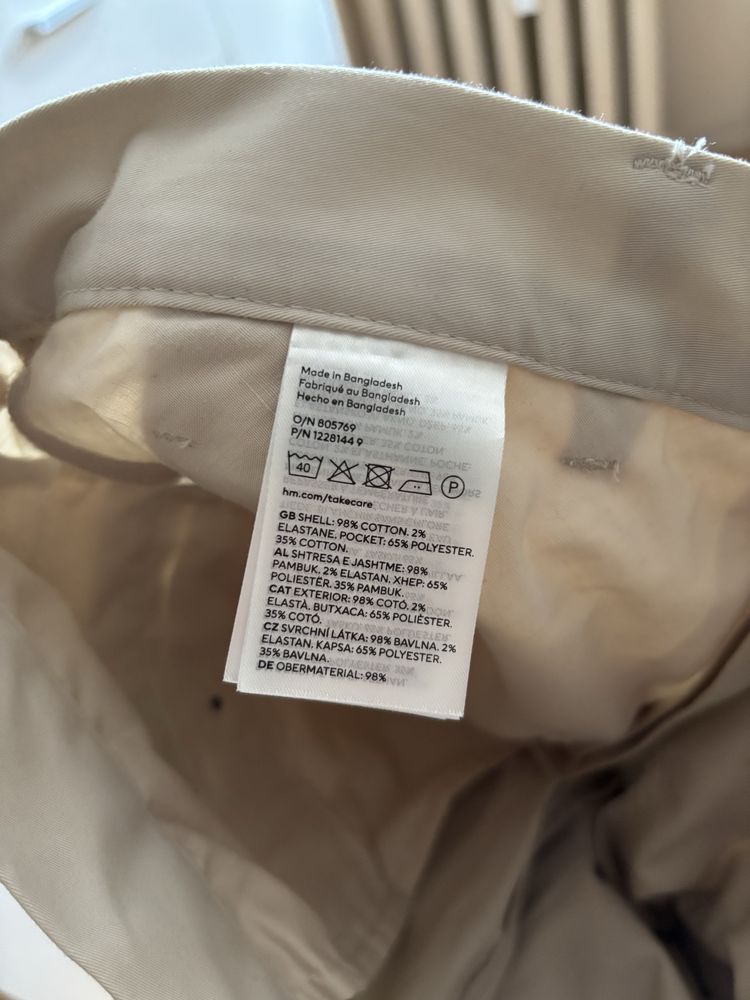 Made in Bangladesh
Fabriqué au Bangladesh
Hecho en Bangladesh
O/N 805769
P/N 1228144 9
40 P
hm.com/takecare
GB SHELL: 98% COTTON. 2%
ELASTANE. POCKET: 65% POLYESTER.
35% COTTON.
AL SHTRESA E JASHTME: 98%
PAMBUK. 2% ELASTAN. XHEP: 65%
POLIESTËR. 35% PAMBUK.
CAT EXTERIOR: 98% COTÓ. 2%
ELASTÀ. BUTXACA: 65% POLIÈSTER.
35% COTÓ.
CZ SVRCHNÍ LÁTKA: 98% BAVLNA. 2%
ELASTAN. KAPSA: 65% POLYESTER.
35% BAVLNA.
DE OBERMATERIAL: 98%